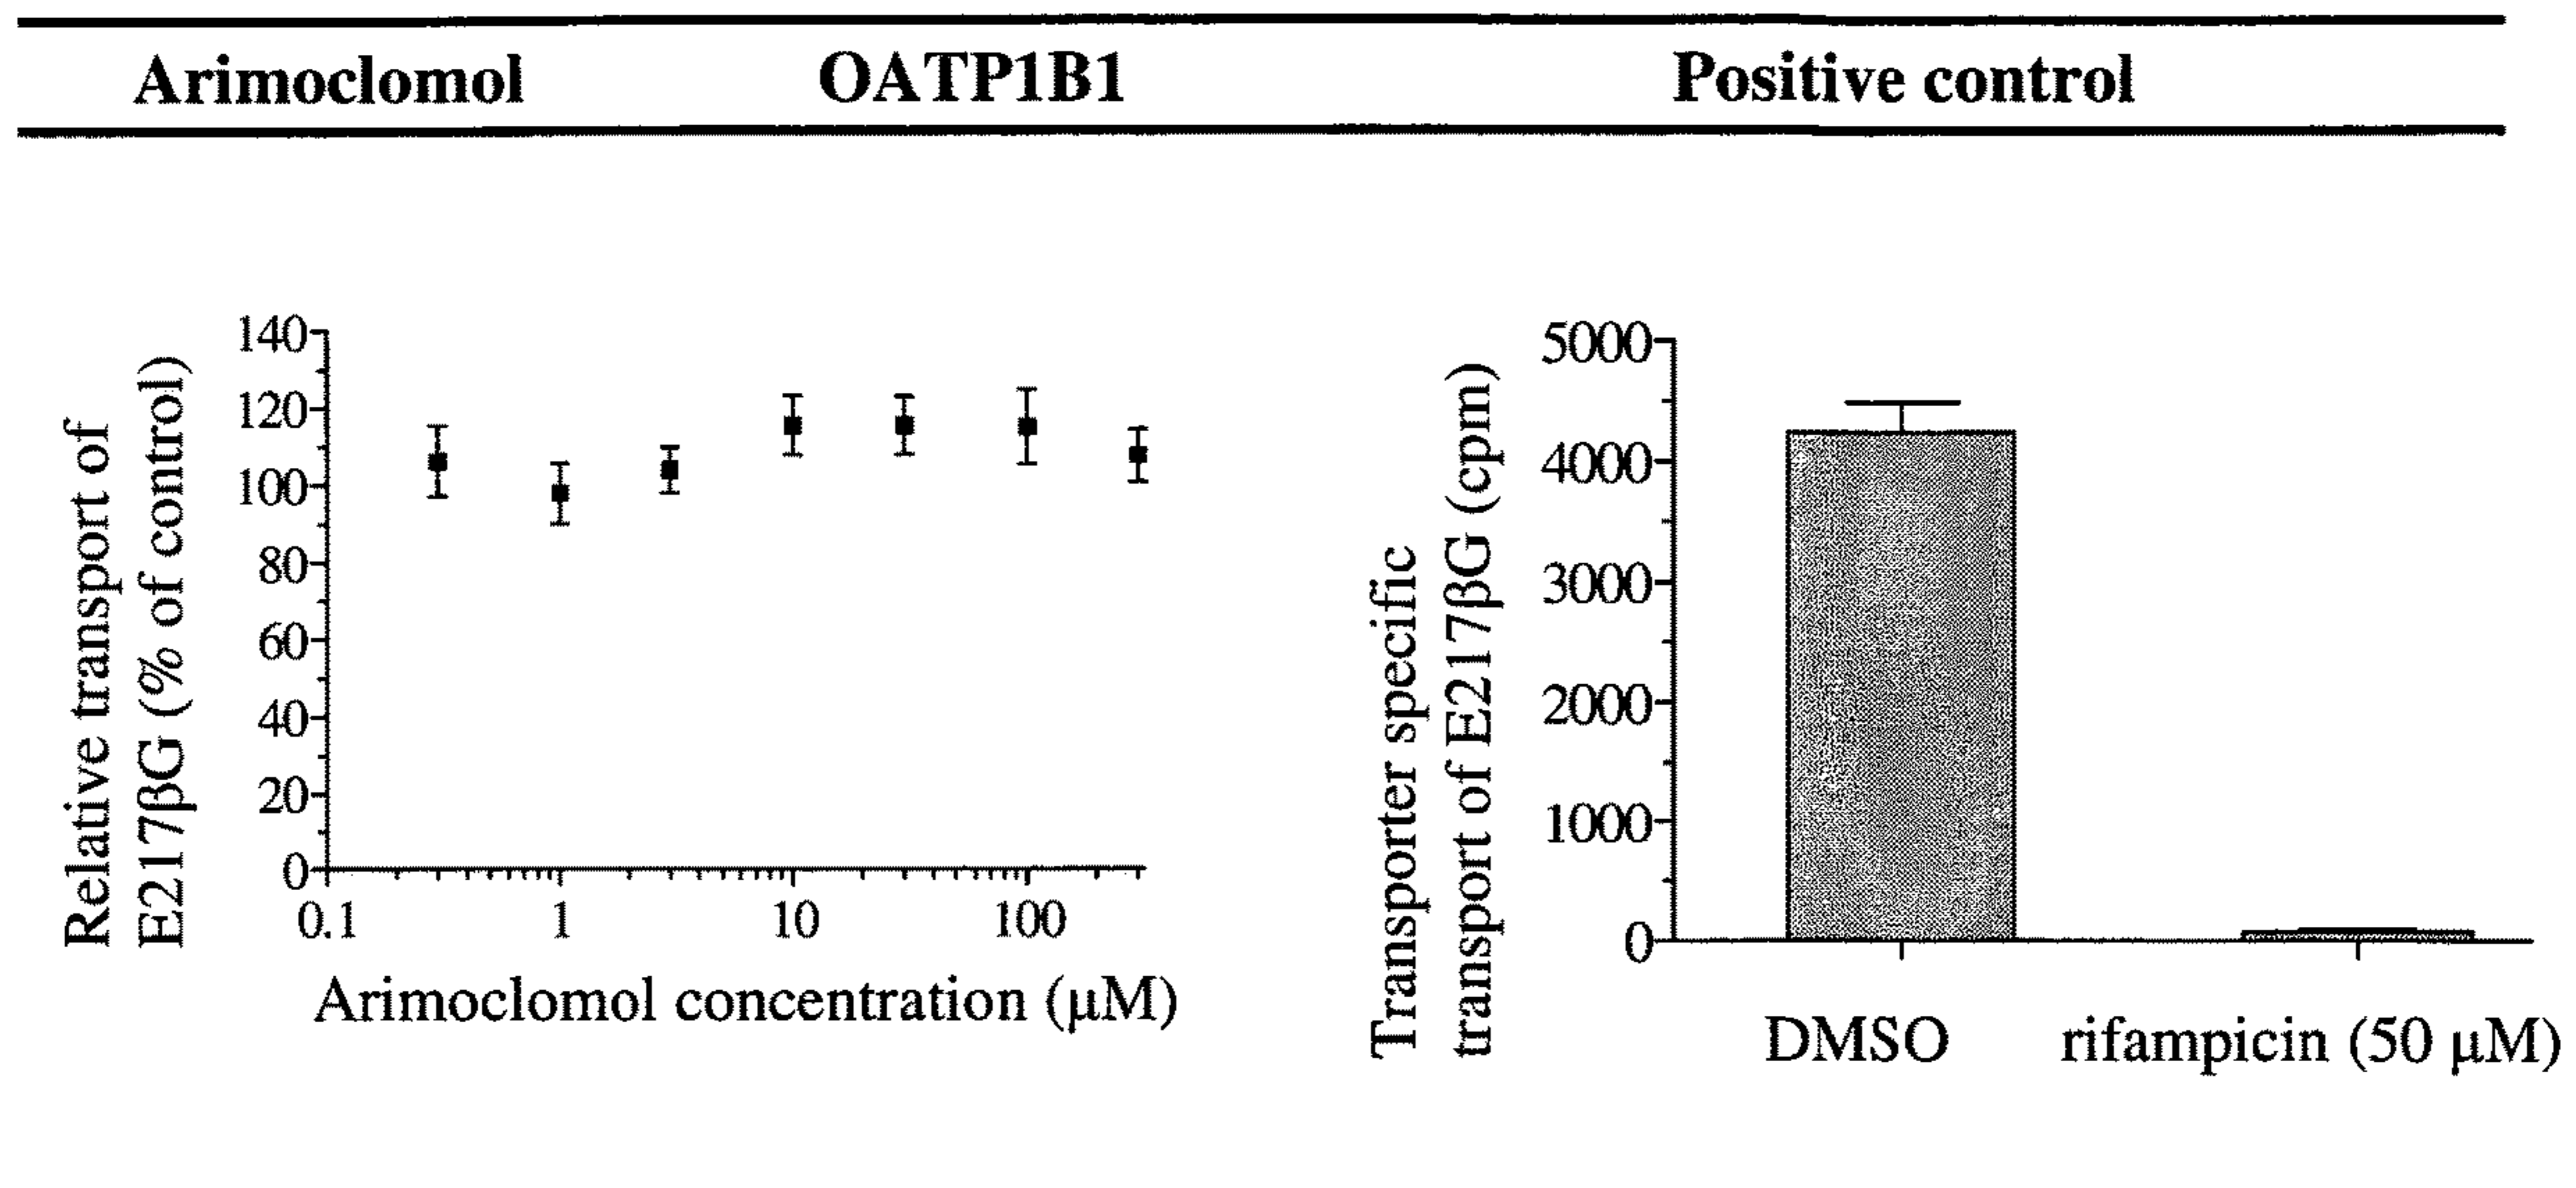 Arimoclomol OATP1B1 Positive control
Relative transport of
E217βG (% of control)
140
120
100
80
60
40
20
0
0.1 1 10 100
Arimoclomol concentration (μM)
Transporter specific
transport of E217βG (cpm)
5000
4000
3000
2000
1000
0
DMSO rifampicin (50 μM)